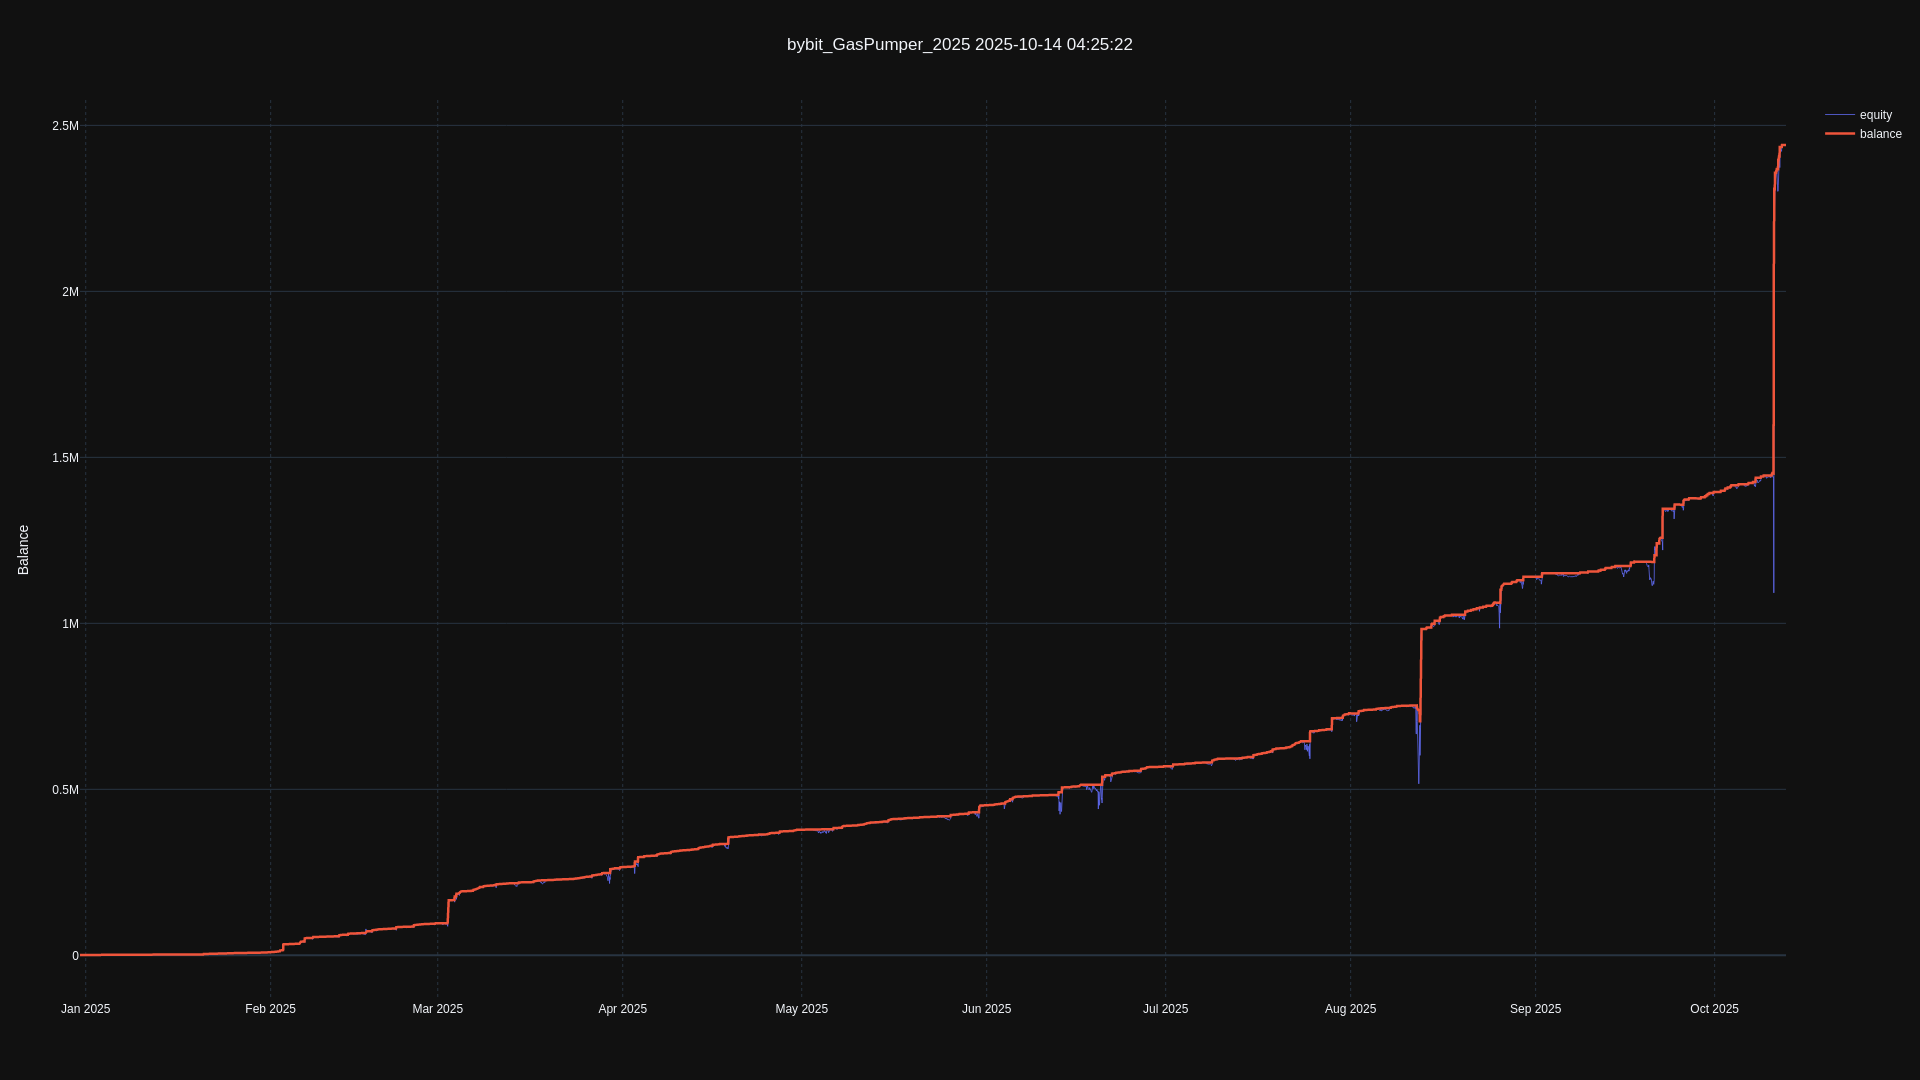 bybit_GasPumper_2025 2025-10-14 04:25:22
equity
balance
2.5M
2M
1.5M
1M
0.5M
0
Balance
Jan 2025
Feb 2025
Mar 2025
Apr 2025
May 2025
Jun 2025
Jul 2025
Aug 2025
Sep 2025
Oct 2025